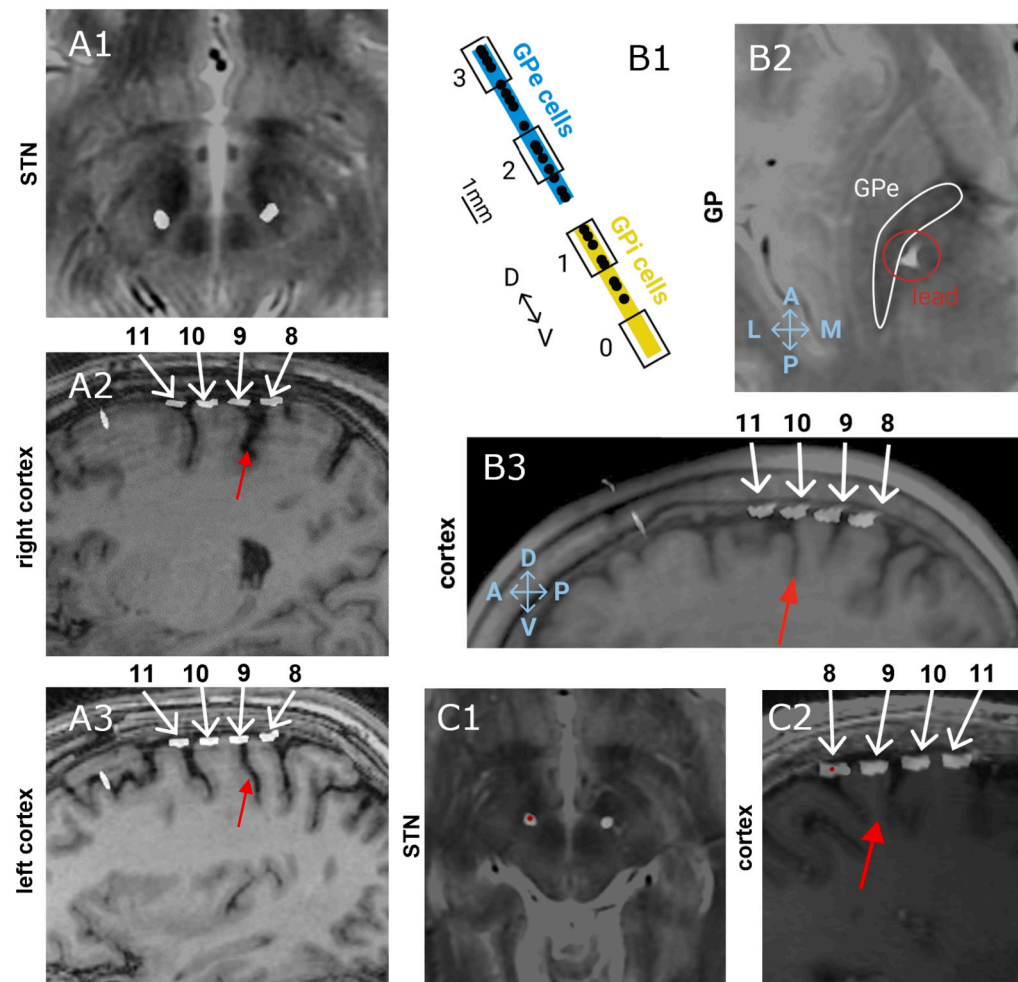 A1
STN
11 10 9 8
A2
right cortex
11 10 9 8
A3
left cortex
B1
3
GPe cells
2
1mm
GPi cells
1
D
V
0
B2
GP
GPe
lead
A
L M
P
11 10 9 8
B3
cortex
D
A P
V
C1
STN
8 9 10 11
C2
cortex